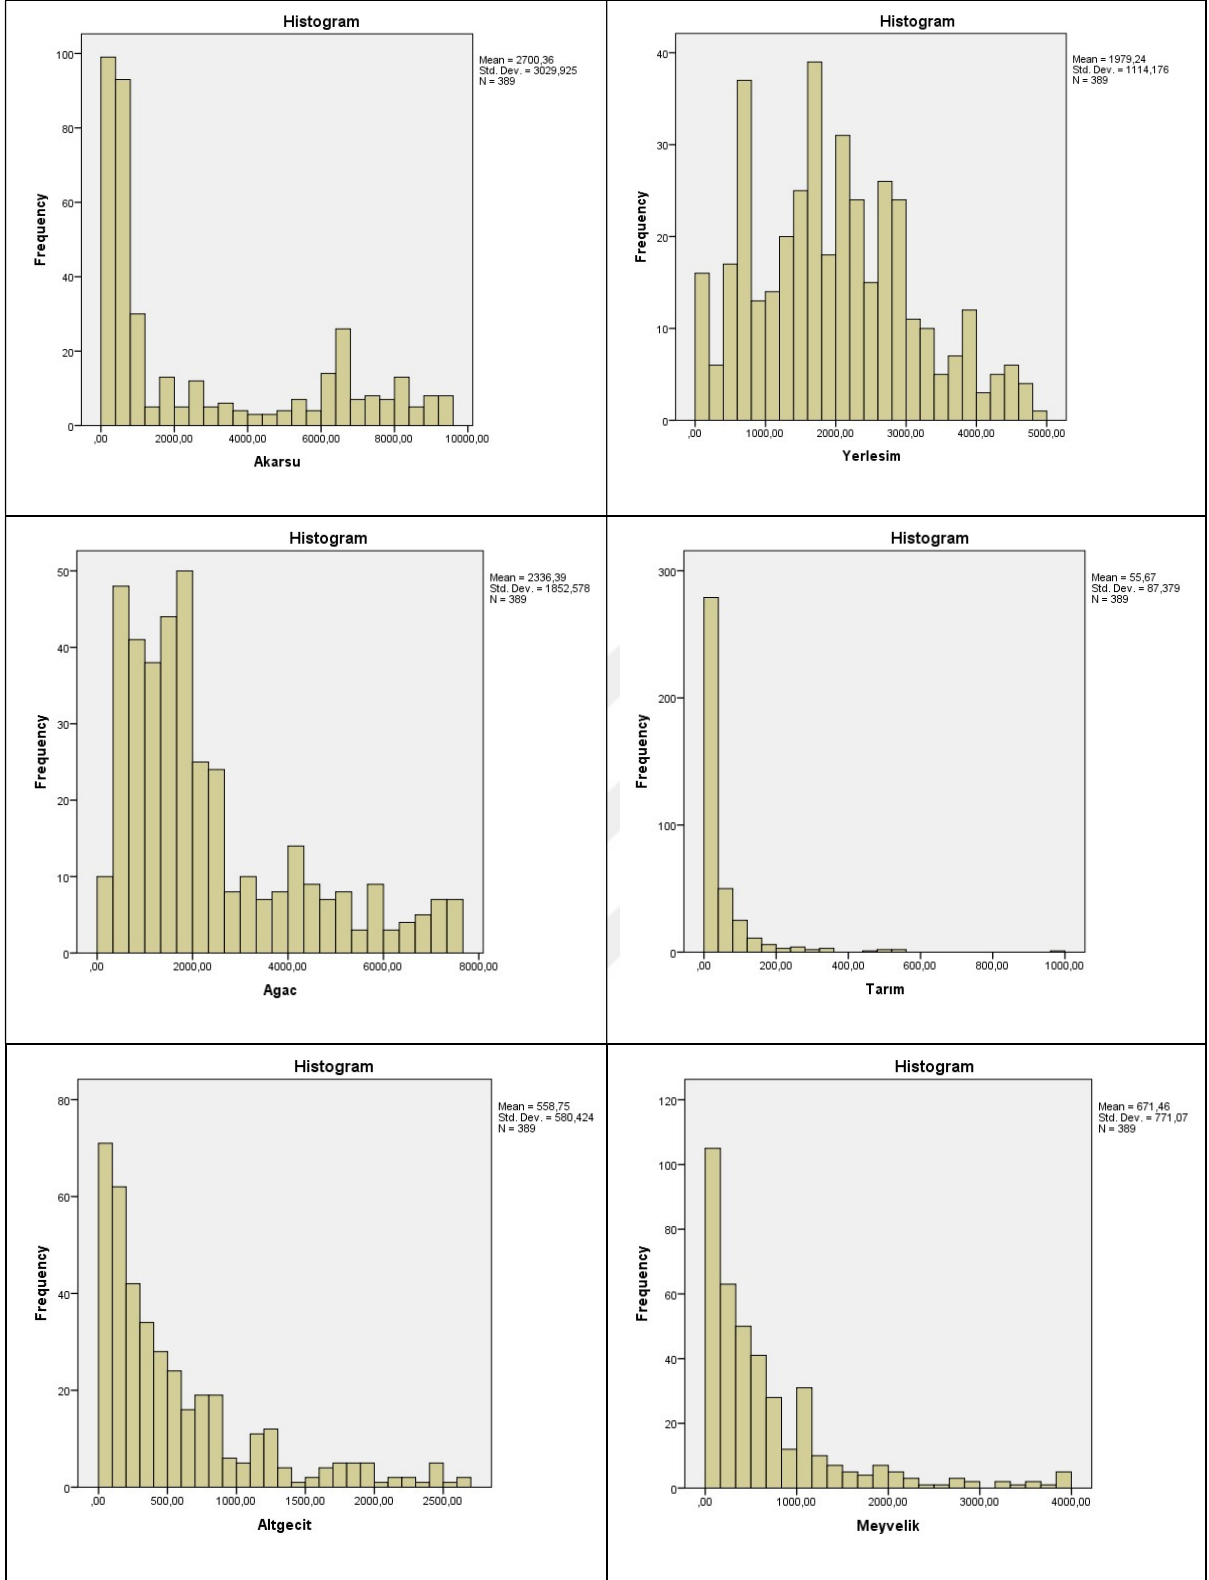 Histogram
Mean = 2700,36
Std. Dev. = 3029,925
N = 389
Frequency
100
80
60
40
20
0
,00 2000,00 4000,00 6000,00 8000,00 10000,00
Akarsu
Histogram
Mean = 1979,24
Std. Dev. = 1114,176
N = 389
Frequency
40
30
20
10
0
,00 1000,00 2000,00 3000,00 4000,00 5000,00
Yerlesim
Histogram
Mean = 2336,39
Std. Dev. = 1852,578
N = 389
Frequency
50
40
30
20
10
0
,00 2000,00 4000,00 6000,00 8000,00
Agac
Histogram
Mean = 55,67
Std. Dev. = 87,379
N = 389
Frequency
300
200
100
0
,00 200,00 400,00 600,00 800,00 1000,00
Tarım
Histogram
Mean = 558,75
Std. Dev. = 580,424
N = 389
Frequency
80
60
40
20
0
,00 500,00 1000,00 1500,00 2000,00 2500,00
Altgecit
Histogram
Mean = 671,46
Std. Dev. = 771,07
N = 389
Frequency
120
100
80
60
40
20
0
,00 1000,00 2000,00 3000,00 4000,00
Meyvelik